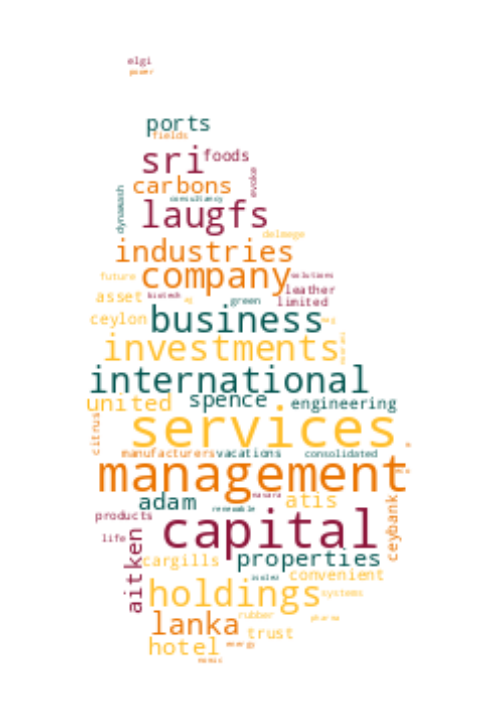 elgi
power
ports
fields
sri foods
carbons evoke
consultancy
dynawash
laugfs
delmege
industries
company solutions
future
leather
asset biotech ag green limited
ceylon business
investments
international
united spence engineering
citrus services
manufacturers vacations consolidated
management
adam renewable atis
products capital ceybank
life
aitken cargills properties
convenient
holdings systems
rubber pharma
lanka trust
hotel energy